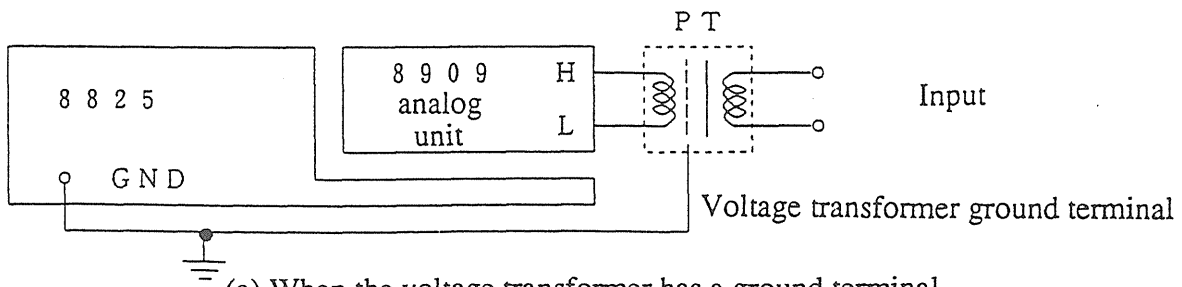 P T
8 8 2 5
8 9 0 9
analog
unit
H
L
Input
G N D
Voltage transformer ground terminal
(a) When the voltage transformer has a ground terminal